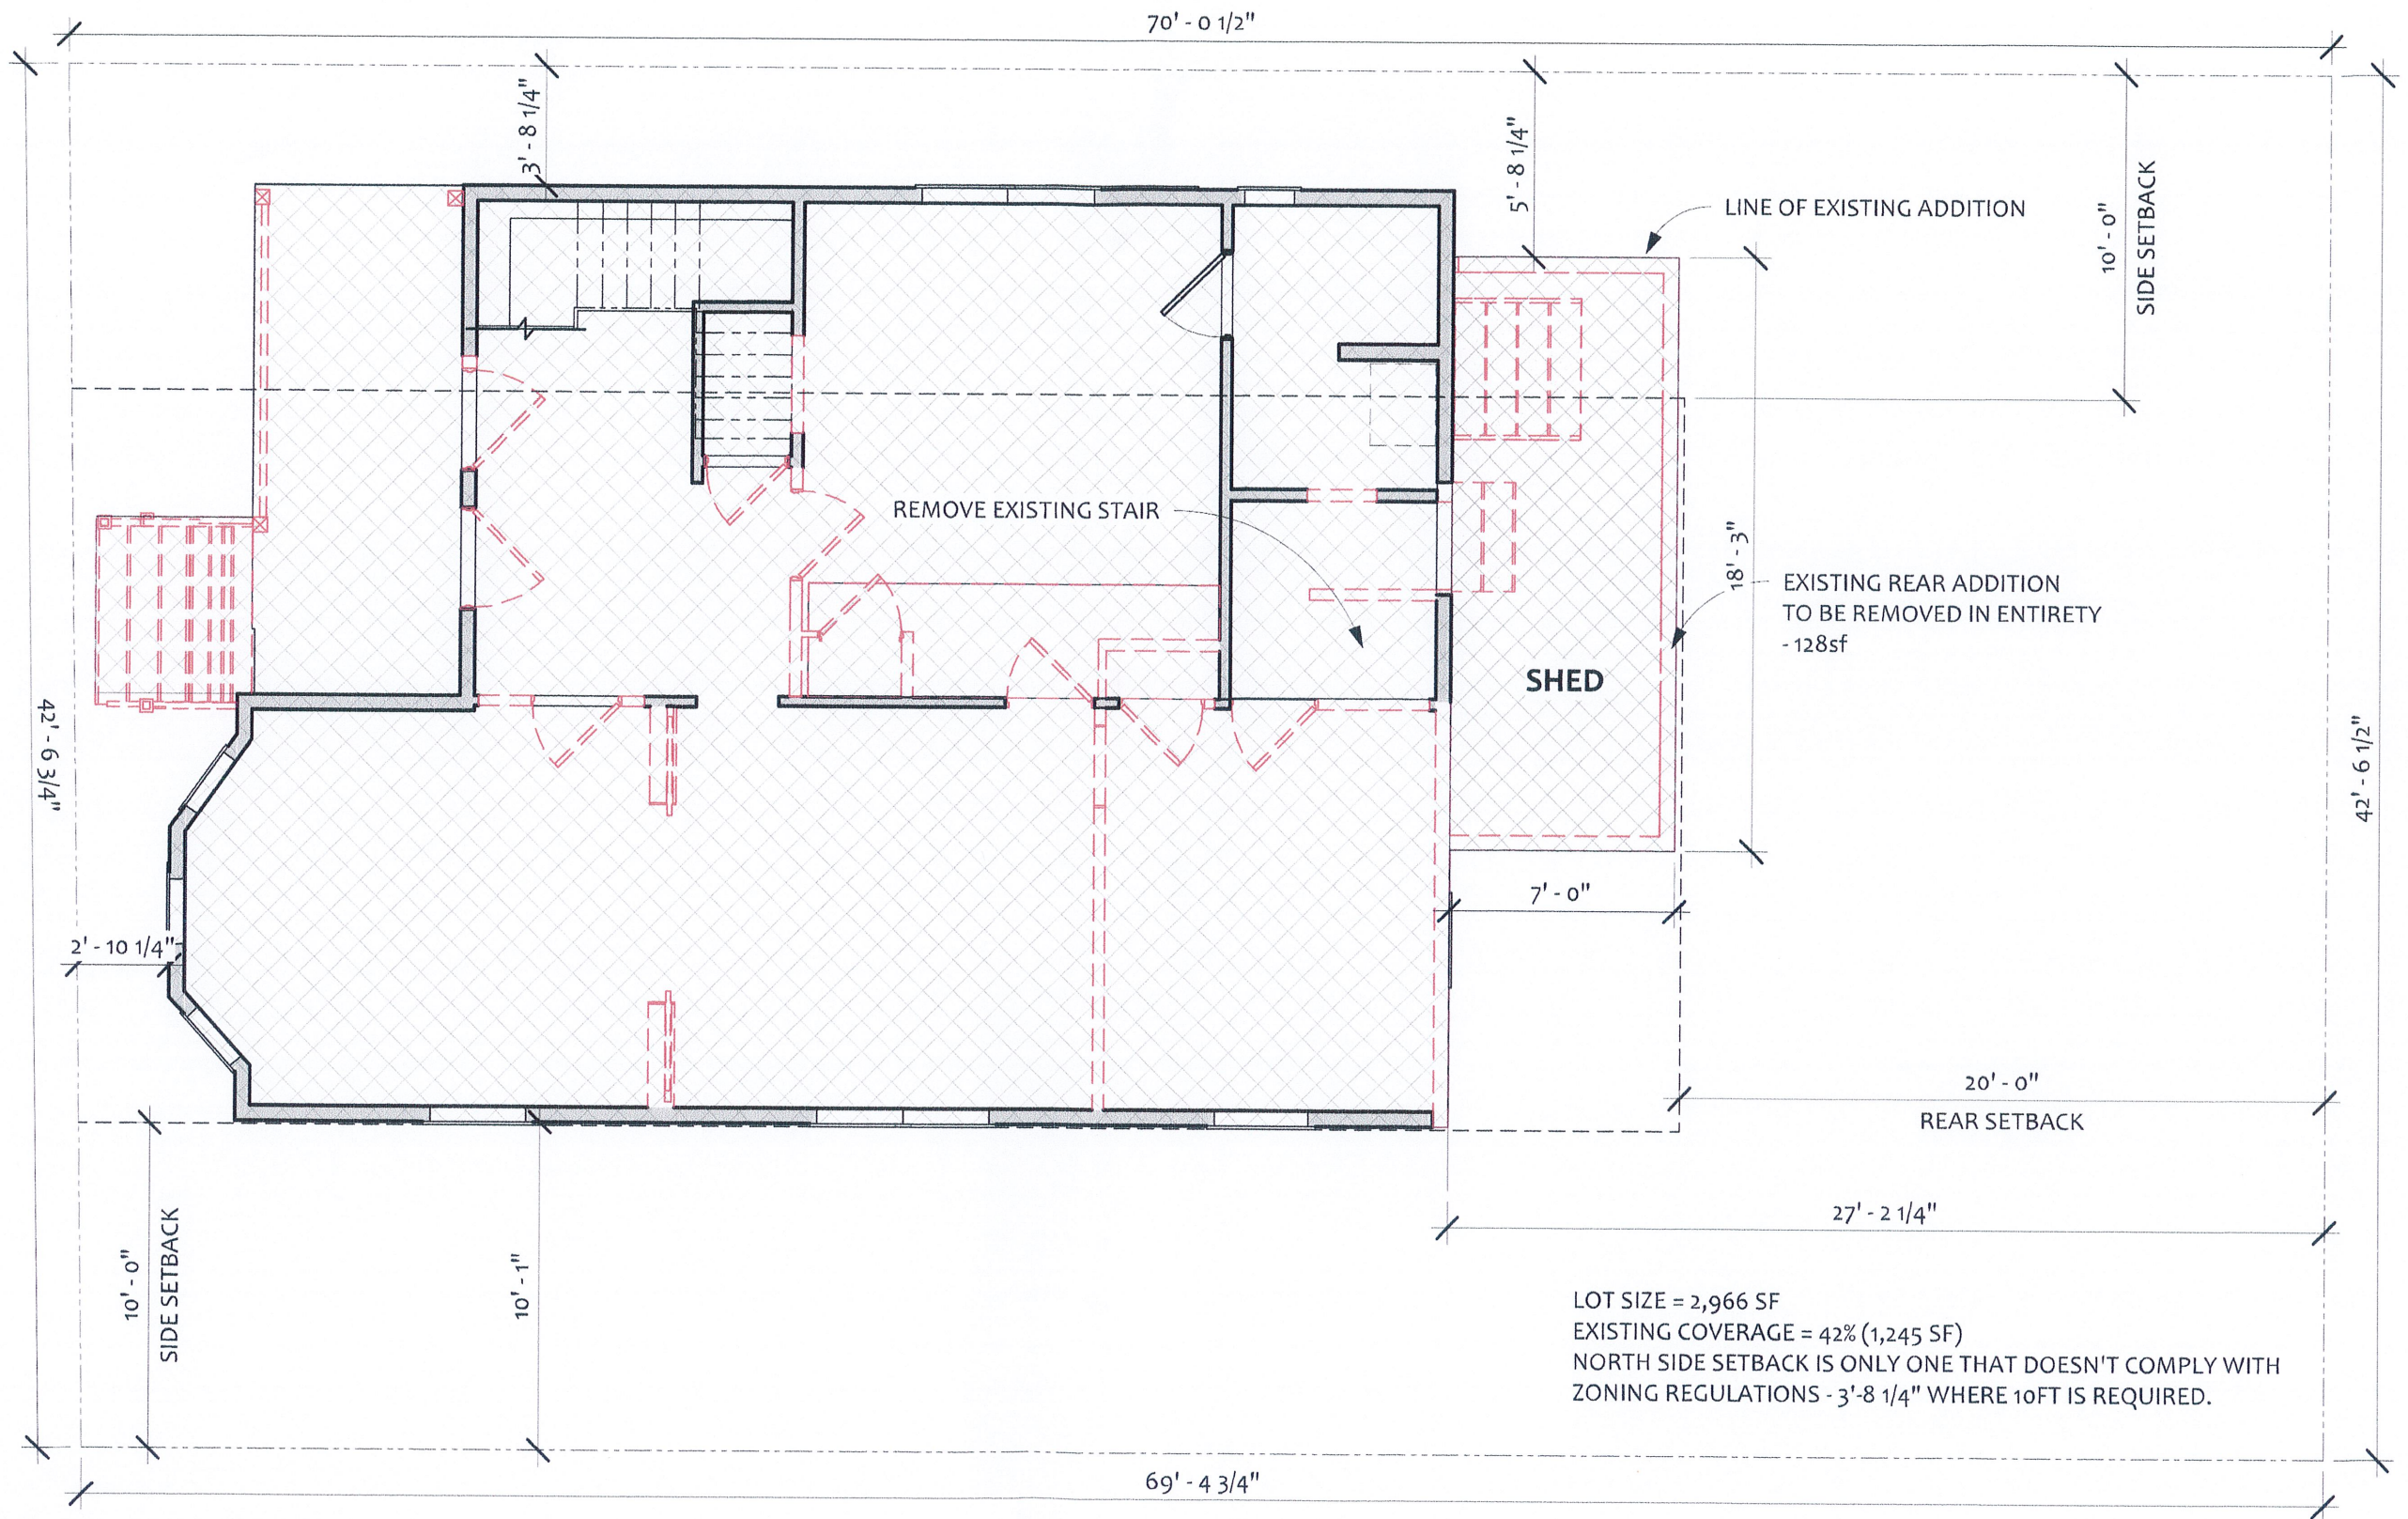 70' - 0 1/2"
3' - 8 1/4"
5' - 8 1/4"
10' - 0"
SIDE SETBACK
LINE OF EXISTING ADDITION
REMOVE EXISTING STAIR
18' - 3"
EXISTING REAR ADDITION
TO BE REMOVED IN ENTIRETY
- 128sf
SHED
42' - 6 3/4"
42' - 6 1/2"
7' - 0"
2' - 10 1/4"
20' - 0"
REAR SETBACK
27' - 2 1/4"
10' - 0"
SIDE SETBACK
10' - 1"
LOT SIZE = 2,966 SF
EXISTING COVERAGE = 42% (1,245 SF)
NORTH SIDE SETBACK IS ONLY ONE THAT DOESN'T COMPLY WITH
ZONING REGULATIONS - 3'-8 1/4" WHERE 10FT IS REQUIRED.
69' - 4 3/4"